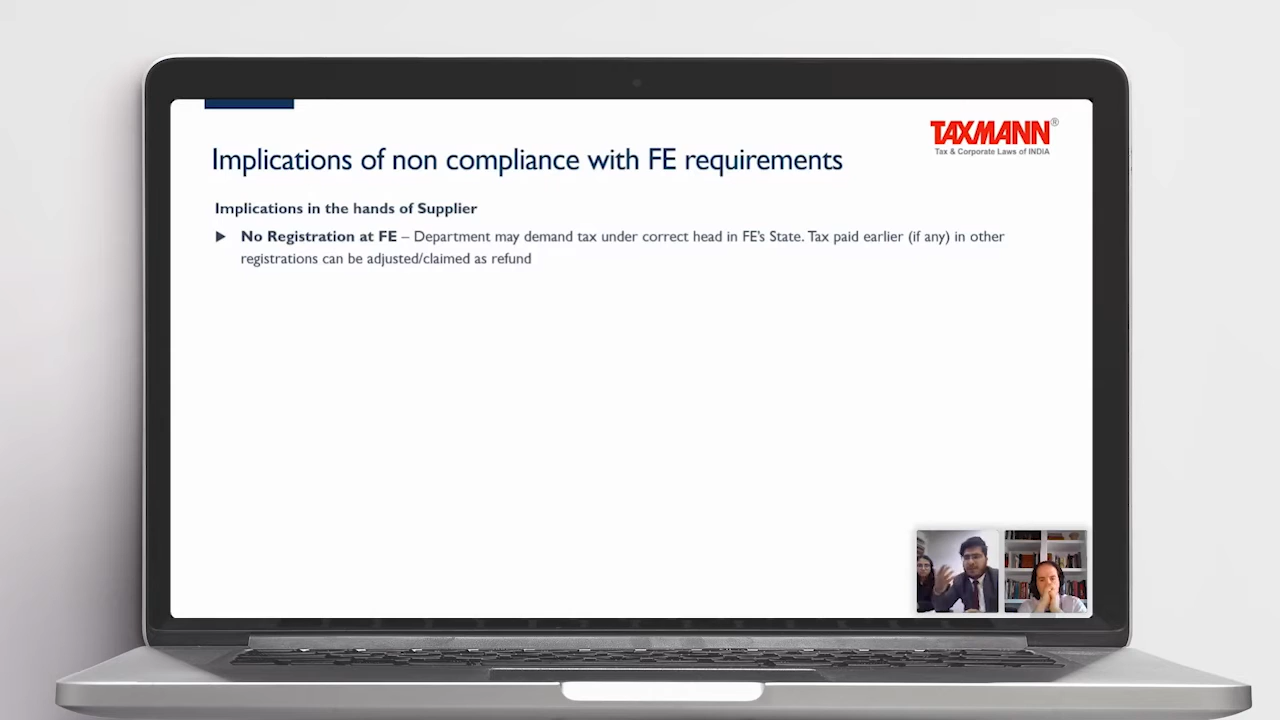 TAXMANN®
Tax & Corporate Laws of INDIA
Implications of non compliance with FE requirements
Implications in the hands of Supplier
▶ No Registration at FE – Department may demand tax under correct head in FE's State. Tax paid earlier (if any) in other
registrations can be adjusted/claimed as refund